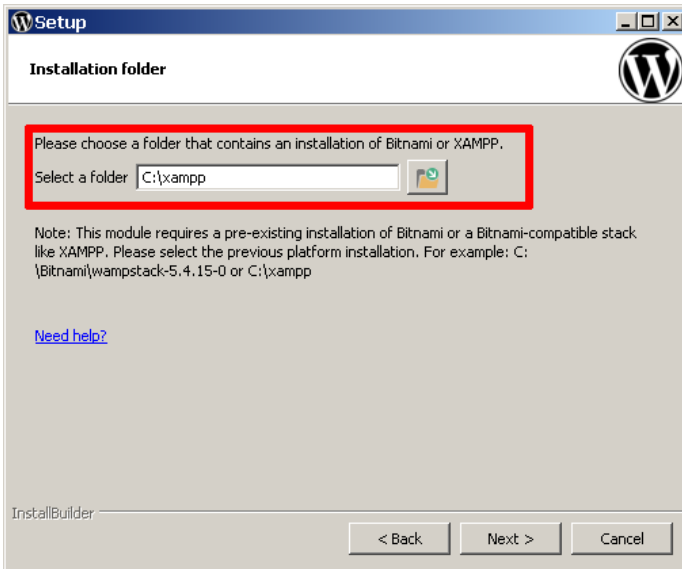 Setup
Installation folder
Please choose a folder that contains an installation of Bitnami or XAMPP.
Select a folder C:\xampp
Note: This module requires a pre-existing installation of Bitnami or a Bitnami-compatible stack
like XAMPP. Please select the previous platform installation. For example: C:
\Bitnami\wampstack-5.4.15-0 or C:\xampp
Need help?
InstallBuilder
< Back Next > Cancel